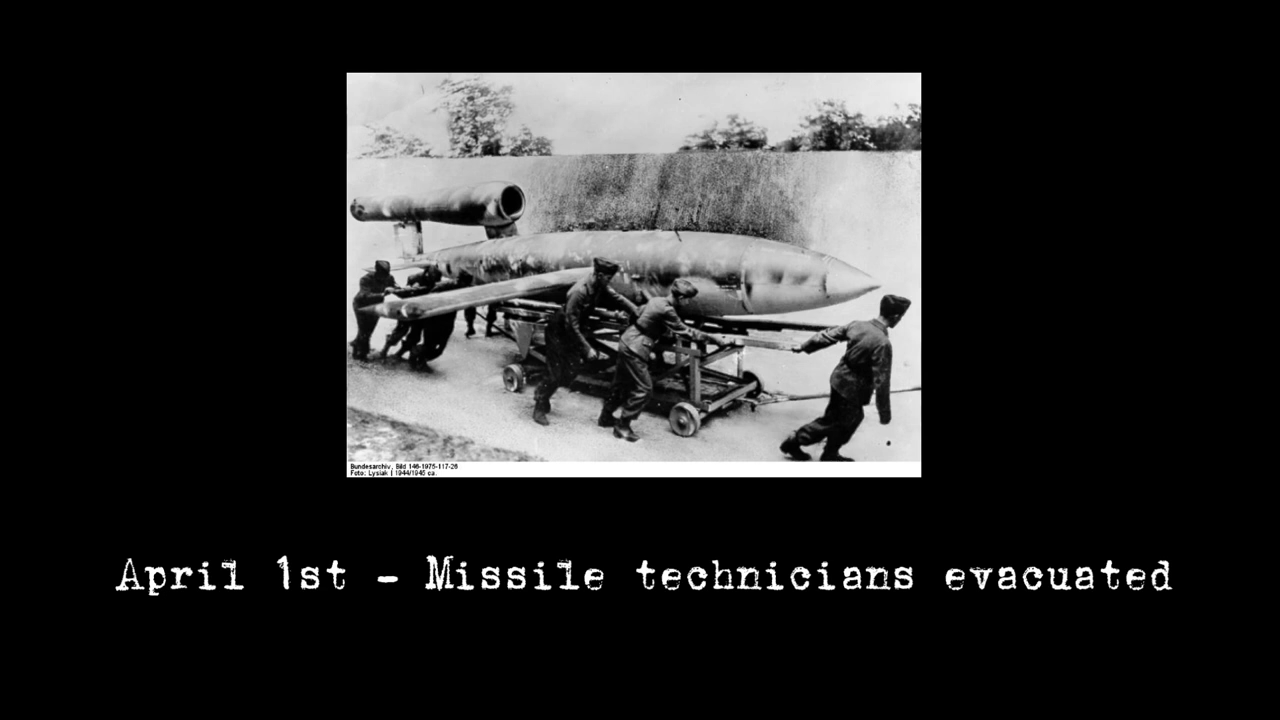 Bundesarchiv, Bild 146-1975-117-26
Foto: Lysiak | 1944/1945 ca.
April 1st - Missile technicians evacuated